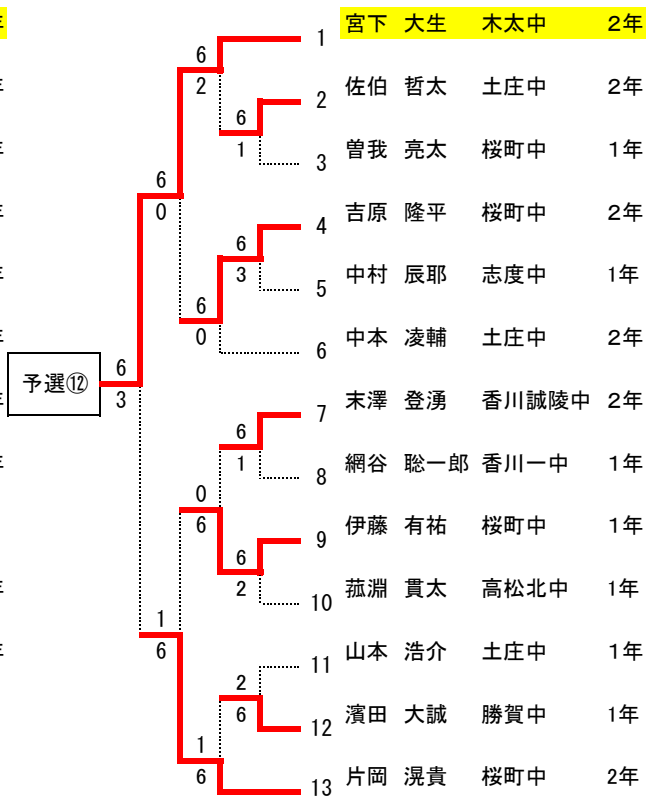 1 宮下 大生 木太中 2年
6
2
2 佐伯 哲太 土庄中 2年
6
1
3 曽我 亮太 桜町中 1年
6
0
4 吉原 隆平 桜町中 2年
6
3
5 中村 辰耶 志度中 1年
6
0
6 中本 凌輔 土庄中 2年
予選⑫
6
3
7 末澤 登湧 香川誠陵中 2年
6
1
8 網谷 聡一郎 香川一中 1年
0
6
9 伊藤 有祐 桜町中 1年
6
2
10 菰淵 貫太 高松北中 1年
1
6
11 山本 浩介 土庄中 1年
2
6
12 濱田 大誠 勝賀中 1年
1
6
13 片岡 滉貴 桜町中 2年